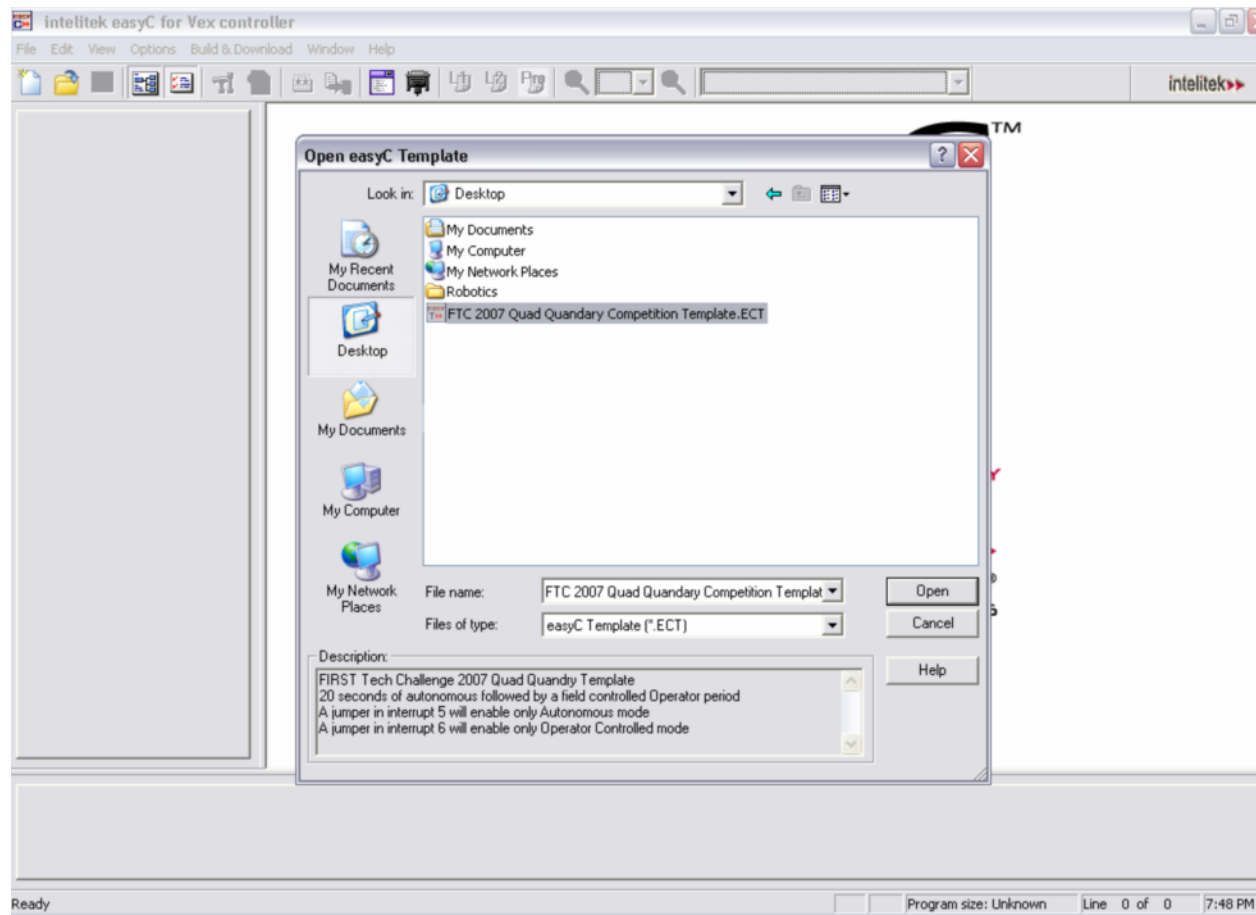 intelitek easyC for Vex controller
File Edit View Options Build & Download Window Help
intelitek
TM
Open easyC Template
Look in: Desktop
My Recent Documents
Desktop
My Documents
My Computer
My Network Places
My Documents
My Computer
My Network Places
Robotics
FTC 2007 Quad Quandary Competition Template.ECT
File name: FTC 2007 Quad Quandary Competition Templat
Open
Files of type: easyC Template (*.ECT)
Cancel
Help
Description:
FIRST Tech Challenge 2007 Quad Quandry Template
20 seconds of autonomous followed by a field controlled Operator period
A jumper in interrupt 5 will enable only Autonomous mode
A jumper in interrupt 6 will enable only Operator Controlled mode
Y
®
S
Ready
Program size: Unknown
Line 0 of 0
7:48 PM